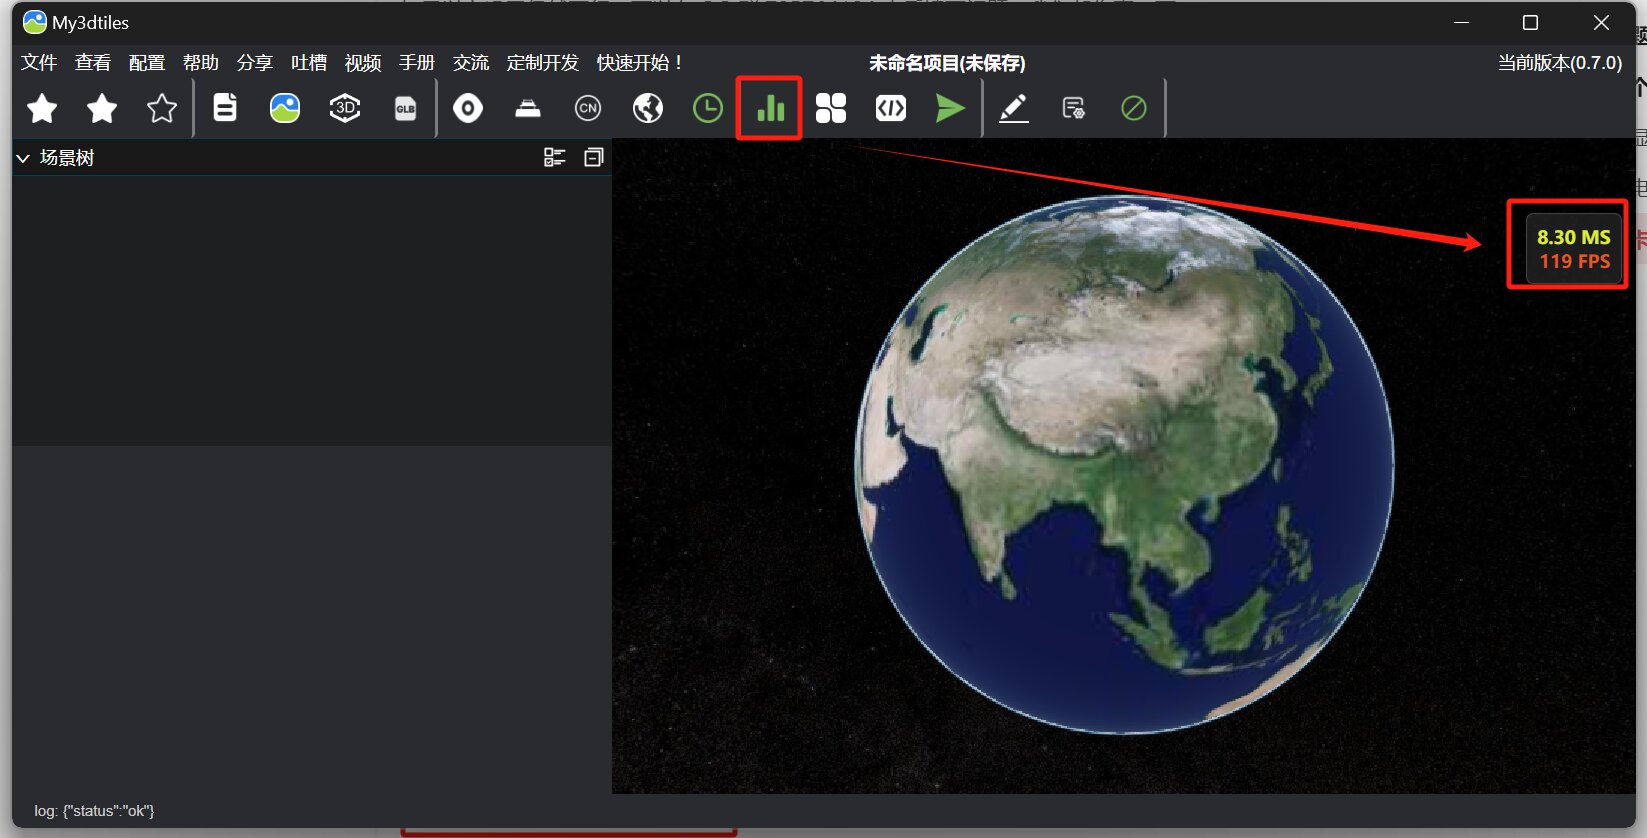 My3dtiles
文件 查看 配置 帮助 分享 吐槽 视频 手册 交流 定制开发 快速开始！ 未命名项目(未保存) 当前版本(0.7.0)
3D GLB CN
场景树
8.30 MS
119 FPS
log: {"status":"ok"}